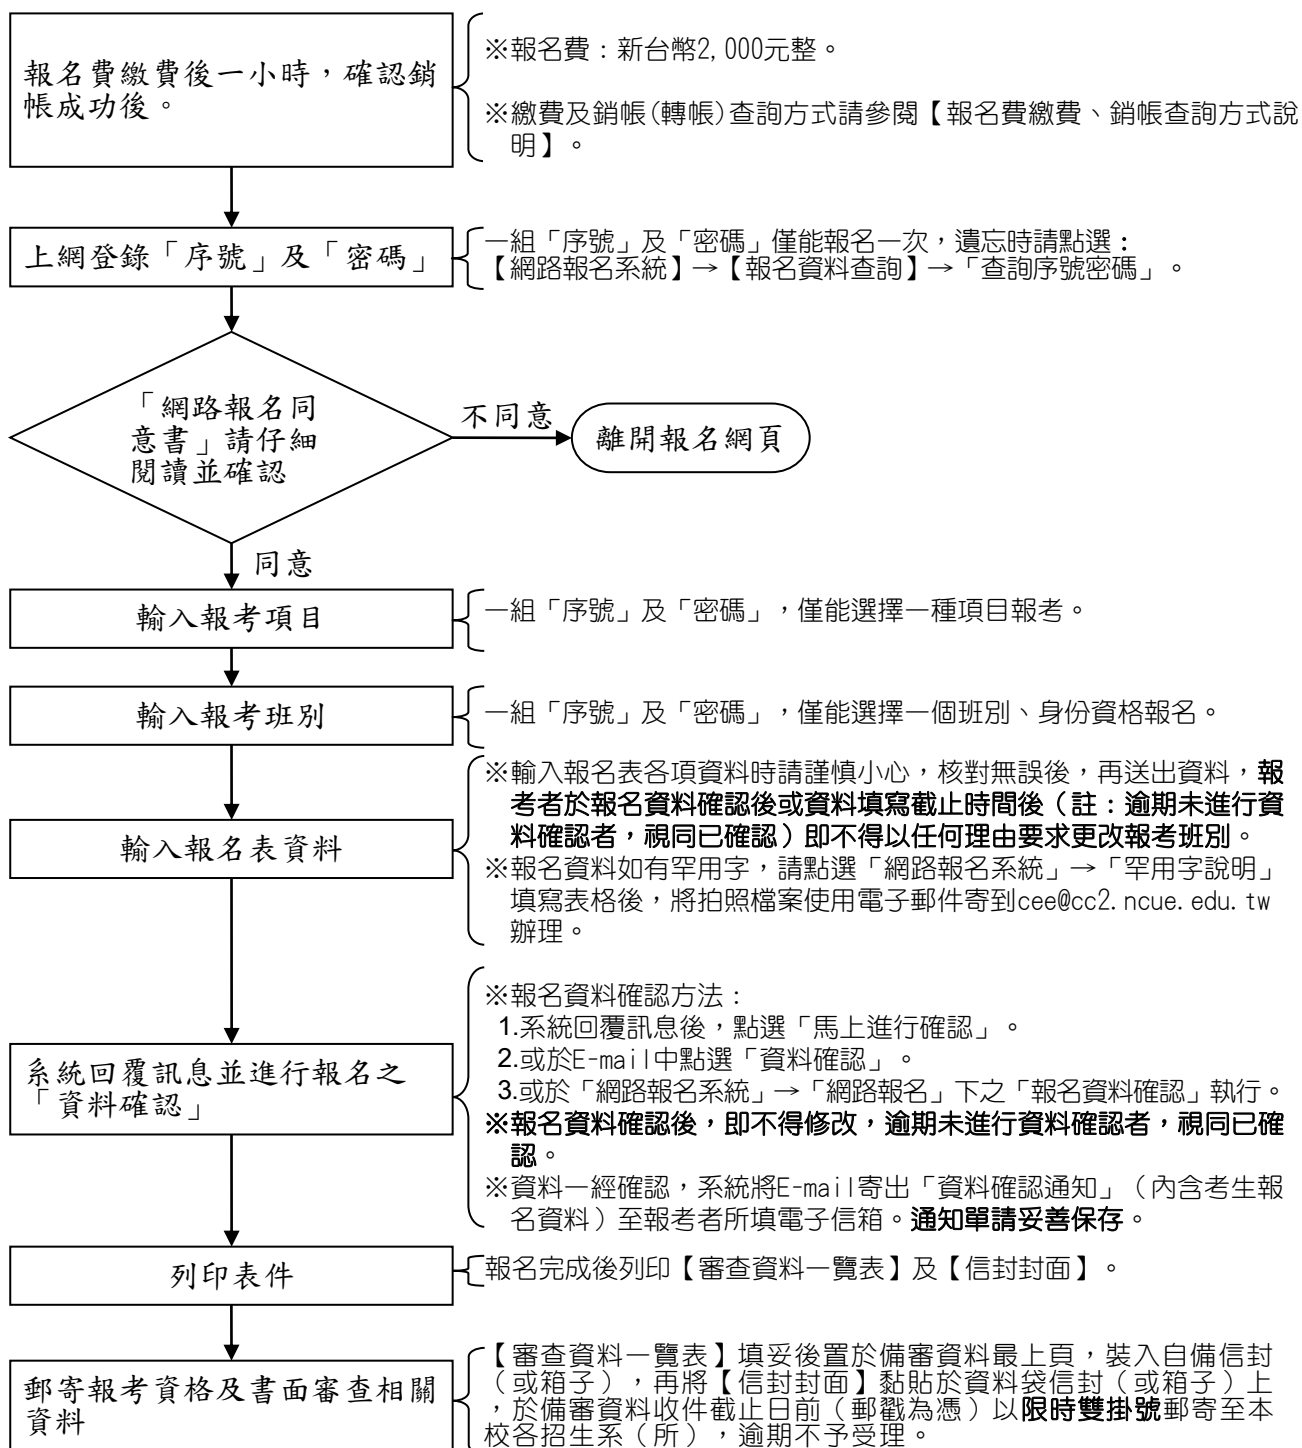 報名費繳費後一小時，確認銷
帳成功後。
※報名費：新台幣2,000元整。
※繳費及銷帳(轉帳)查詢方式請參閱【報名費繳費、銷帳查詢方式說
明】。
上網登錄「序號」及「密碼」
一組「序號」及「密碼」僅能報名一次，遺忘時請點選：
【網路報名系統】→【報名資料查詢】→「查詢序號密碼」。
「網路報名同
意書」請仔細
閱讀並確認
不同意
離開報名網頁
同意
輸入報考項目
一組「序號」及「密碼」，僅能選擇一種項目報考。
輸入報考班別
一組「序號」及「密碼」，僅能選擇一個班別、身份資格報名。
輸入報名表資料
※輸入報名表各項資料時請謹慎小心，核對無誤後，再送出資料，報
考者於報名資料確認後或資料填寫截止時間後（註：逾期未進行資
料確認者，視同已確認）即不得以任何理由要求更改報考班別。
※報名資料如有罕用字，請點選「網路報名系統」→「罕用字說明」
填寫表格後，將拍照檔案使用電子郵件寄到cee@cc2.ncue.edu.tw
辦理。
系統回覆訊息並進行報名之
「資料確認」
※報名資料確認方法：
1.系統回覆訊息後，點選「馬上進行確認」。
2.或於E-mail中點選「資料確認」。
3.或於「網路報名系統」→「網路報名」下之「報名資料確認」執行。
※報名資料確認後，即不得修改，逾期未進行資料確認者，視同已確
認。
※資料一經確認，系統將E-mail寄出「資料確認通知」（內含考生報
名資料）至報考者所填電子信箱。通知單請妥善保存。
列印表件
報名完成後列印【審查資料一覽表】及【信封封面】。
郵寄報考資格及書面審查相關
資料
【審查資料一覽表】填妥後置於備審資料最上頁，裝入自備信封
（或箱子），再將【信封封面】黏貼於資料袋信封（或箱子）上
，於備審資料收件截止日前（郵戳為憑）以限時雙掛號郵寄至本
校各招生系（所），逾期不予受理。